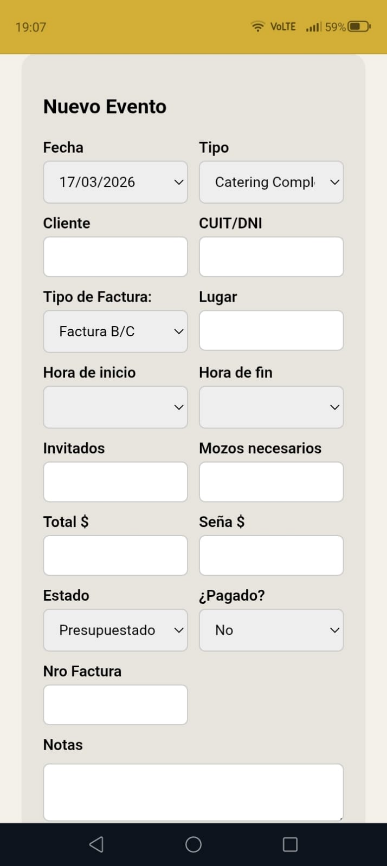 19:07 VoLTE 59%
Nuevo Evento
Fecha Tipo
17/03/2026 Catering Compl
Cliente CUIT/DNI
Tipo de Factura: Lugar
Factura B/C
Hora de inicio Hora de fin
Invitados Mozos necesarios
Total $ Seña $
Estado ¿Pagado?
Presupuestado No
Nro Factura
Notas